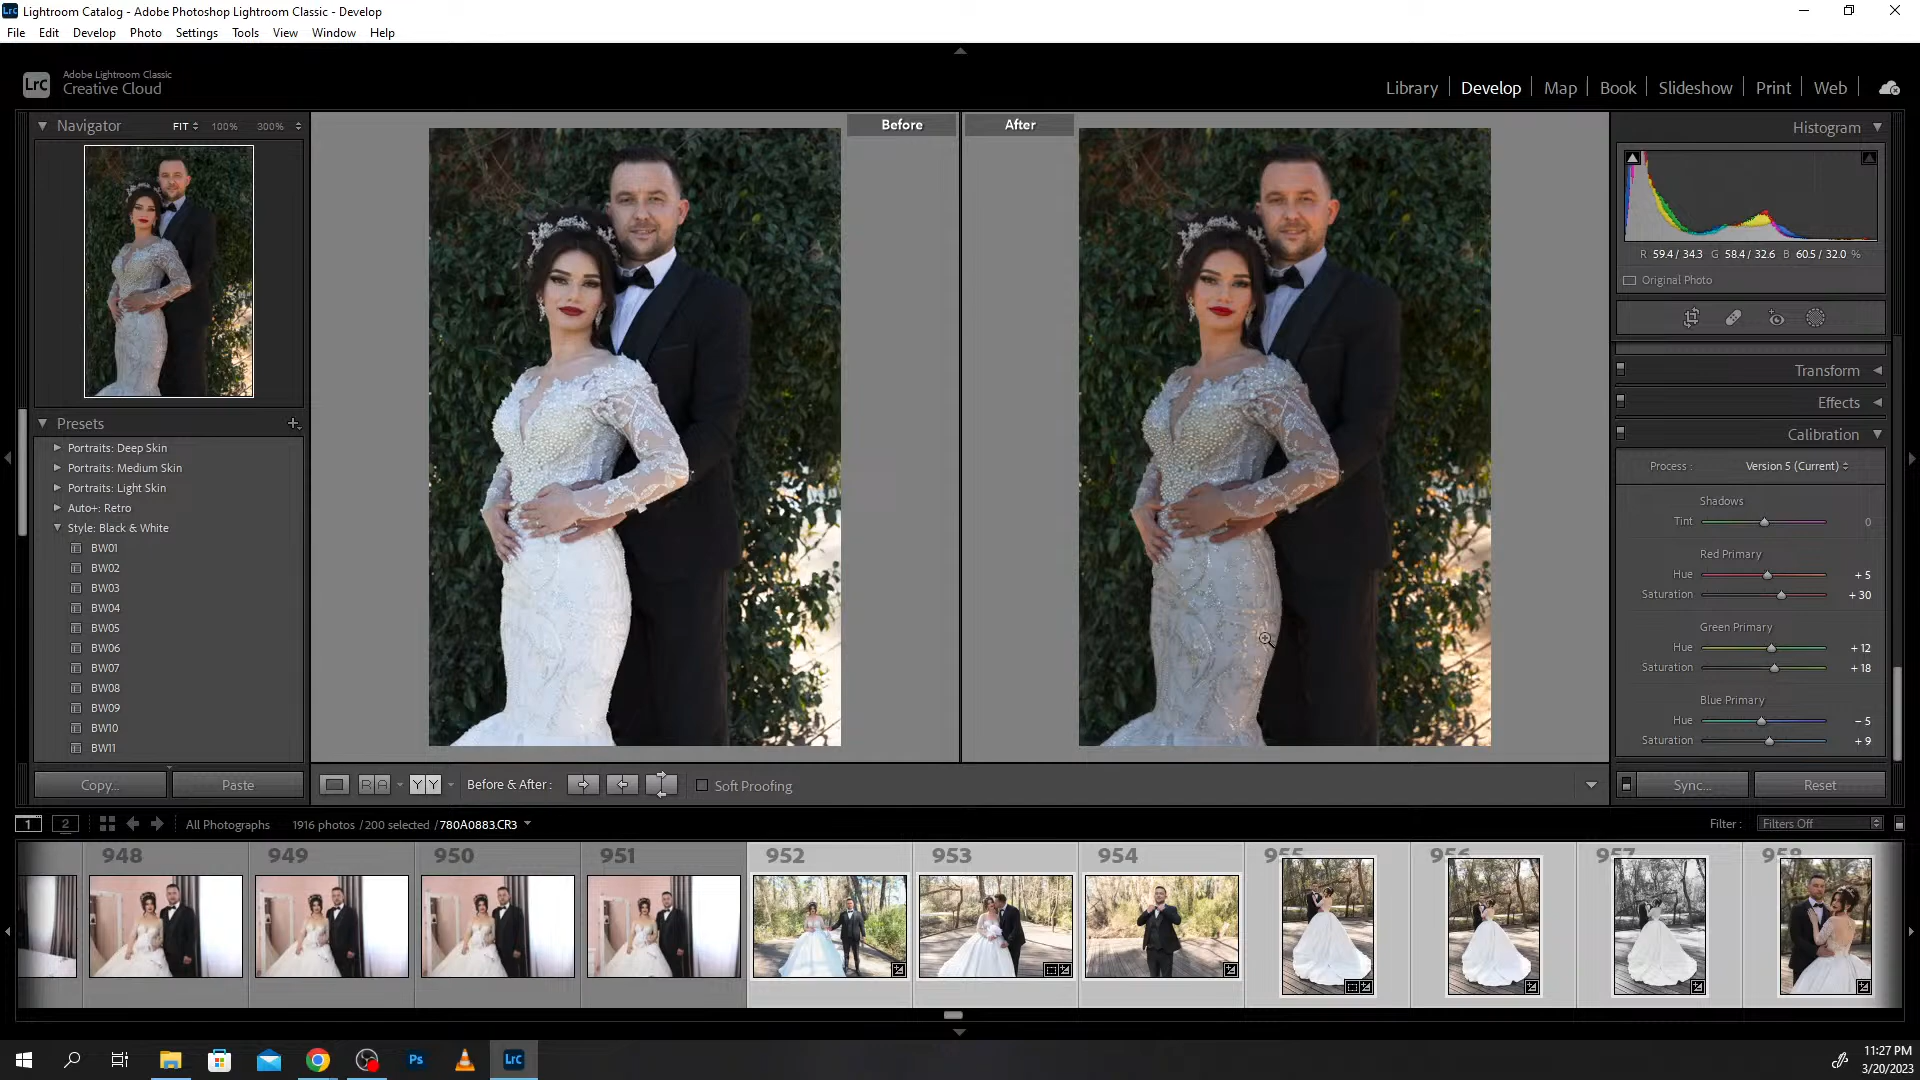 Lightroom Catalog - Adobe Photoshop Lightroom Classic - Develop
File Edit Develop Photo Settings Tools View Window Help
LrC
Adobe Lightroom Classic
Creative Cloud
Library Develop Map Book Slideshow Print Web
Navigator FIT 100% 300%
Before
After
Histogram
R 59.4 / 34.3 G 58.4 / 32.6 B 60.5 / 32.0 %
Original Photo
Transform
Effects
Calibration
Process : Version 5 (Current)
Shadows
Tint 0
Red Primary
Hue + 5
Saturation + 30
Green Primary
Hue + 12
Saturation + 18
Blue Primary
Hue – 5
Saturation + 9
Presets
Portraits: Deep Skin
Portraits: Medium Skin
Portraits: Light Skin
Auto+: Retro
Style: Black & White
BW01
BW02
BW03
BW04
BW05
BW06
BW07
BW08
BW09
BW10
BW11
Copy... Paste
R A Y Y Before & After : Soft Proofing
Sync... Reset
1 2 All Photographs 1916 photos / 200 selected / 780A0883.CR3
Filter : Filters Off
948 949 950 951 952 953 954 955 956 957 958
Ps LrC
11:27 PM
3/20/2023